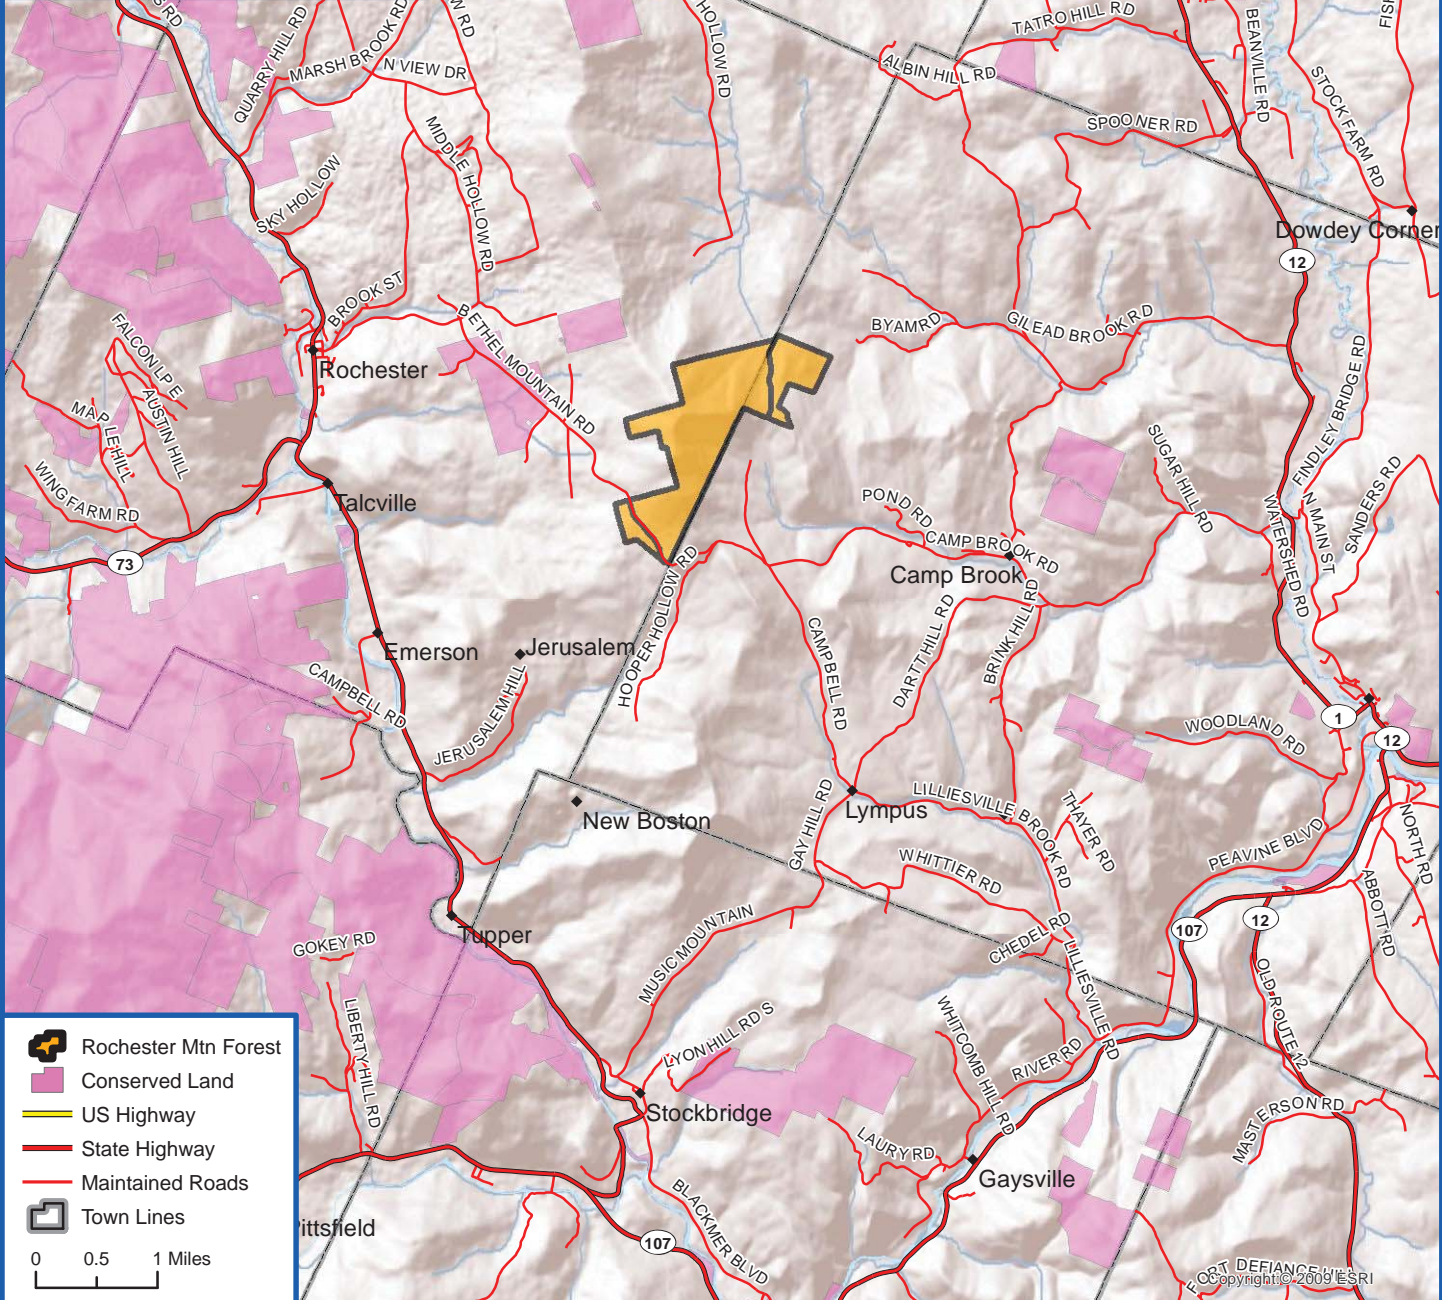 S RD
QUARRY HILL RD
MARSH BROOK RD
W RD
N VIEW DR
HOLLOW RD
TATRO HILL RD
ALBIN HILL RD
BEANVILLE RD
STOCK FARM RD
SPOONER RD
MIDDLE HOLLOW RD
SKY HOLLOW
Dowdey Corner
12
BROOK ST
BETHEL MOUNTAIN RD
BYAM RD
GILEAD BROOK RD
FALCON LP E
Rochester
AUSTIN HILL
MAPLE HILL
WING FARM RD
FINDLEY BRIDGE RD
SUGAR HILL RD
SANDERS RD
Talcville
POND RD
N MAIN ST
WATERSHED RD
73
CAMP BROOK RD
Camp Brook
HOOPER HOLLOW RD
DARTT HILL RD
BRINK HILL RD
CAMPBELL RD
Emerson
Jerusalem
CAMPBELL RD
JERUSALEM HILL
1
12
WOODLAND RD
New Boston
Lympus
GAY HILL RD
LILLIESVILLE BROOK RD
THAYER RD
PEAVINE BLVD
NORTH RD
WHITTIER RD
ABBOTT RD
Tupper
GOKEY RD
MUSIC MOUNTAIN
CHEDEL RD
107
12
LILLIESVILLE RD
OLD ROUTE 12
LIBERTY HILL RD
LYON HILL RD S
WHITCOMB HILL RD
RIVER RD
Stockbridge
MASTERSON RD
LAURY RD
Gaysville
BLACKMER BLVD
107
ittsfield
FORT DEFIANCE HILL
Copyright:© 2009 ESRI
Rochester Mtn Forest
Conserved Land
US Highway
State Highway
Maintained Roads
Town Lines
0 0.5 1 Miles